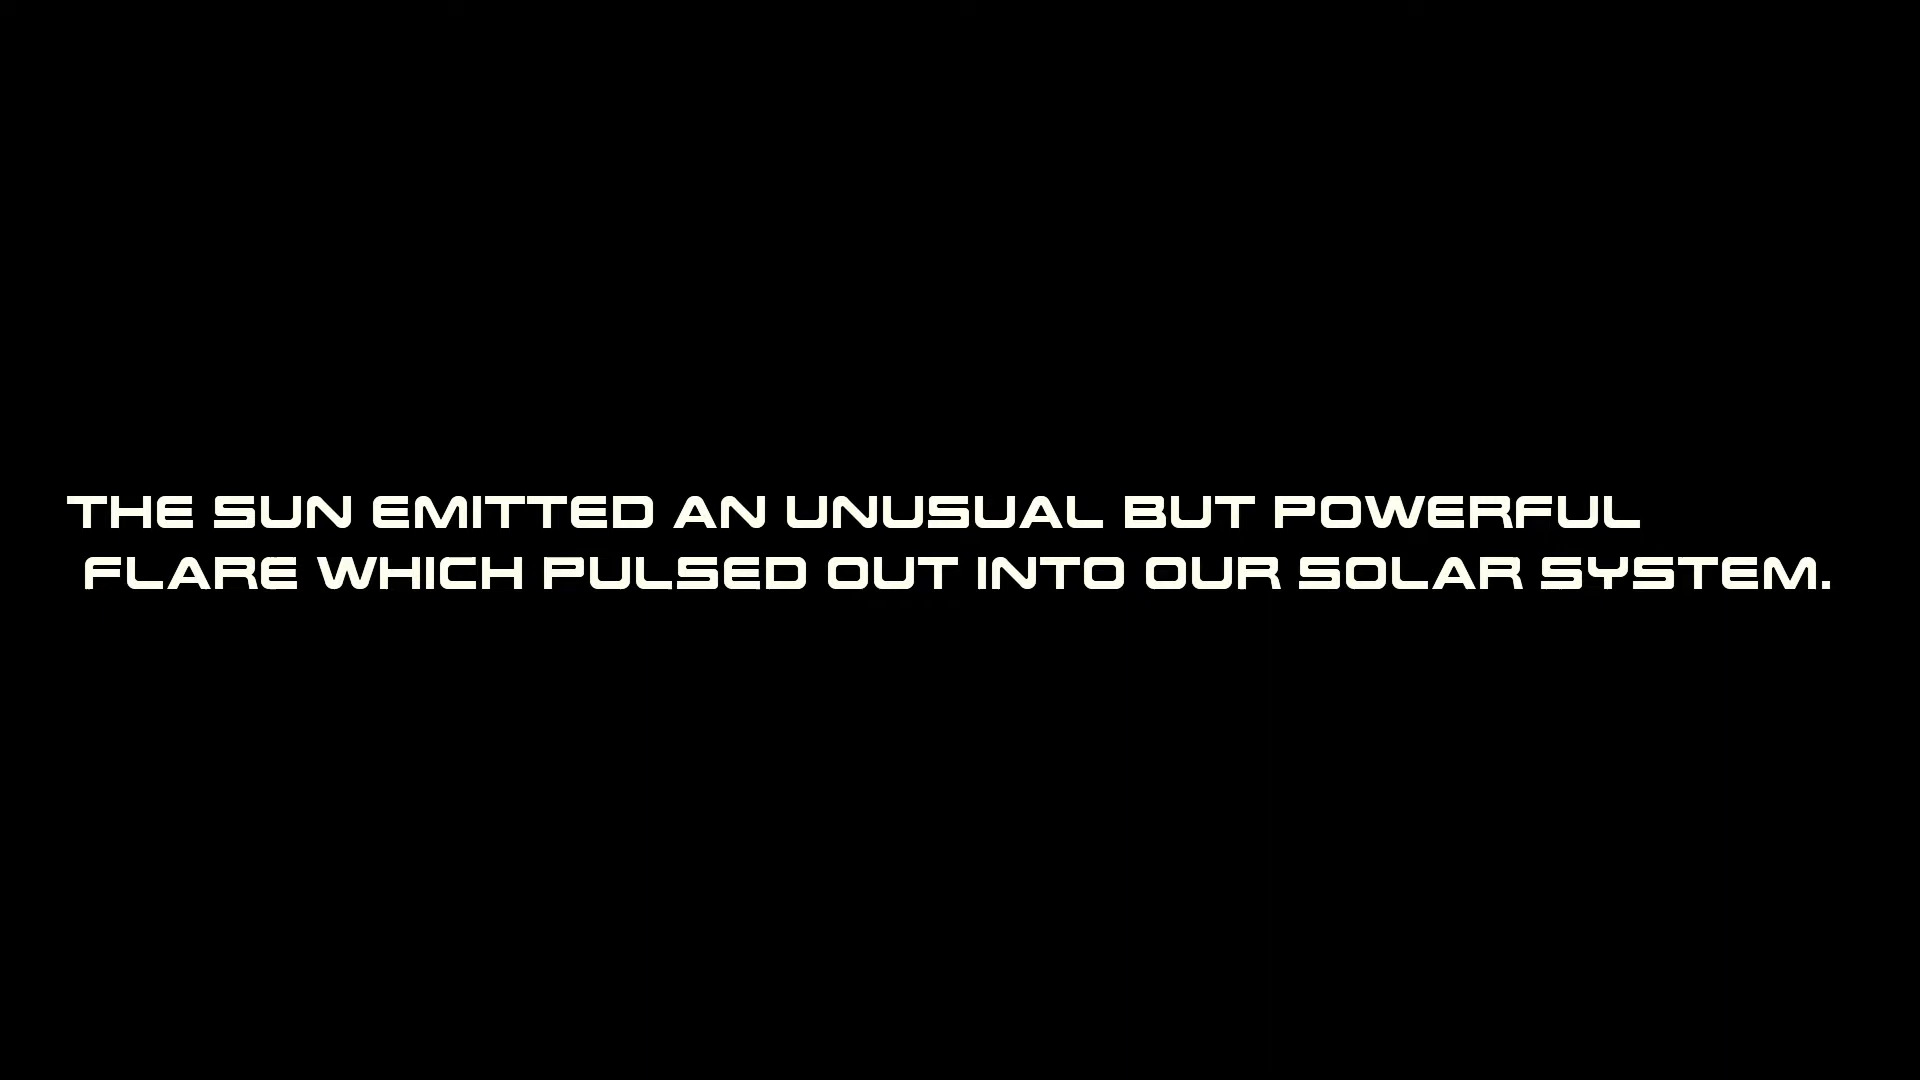 THE SUN EMITTED AN UNUSUAL BUT POWERFUL
FLARE WHICH PULSED OUT INTO OUR SOLAR SYSTEM.